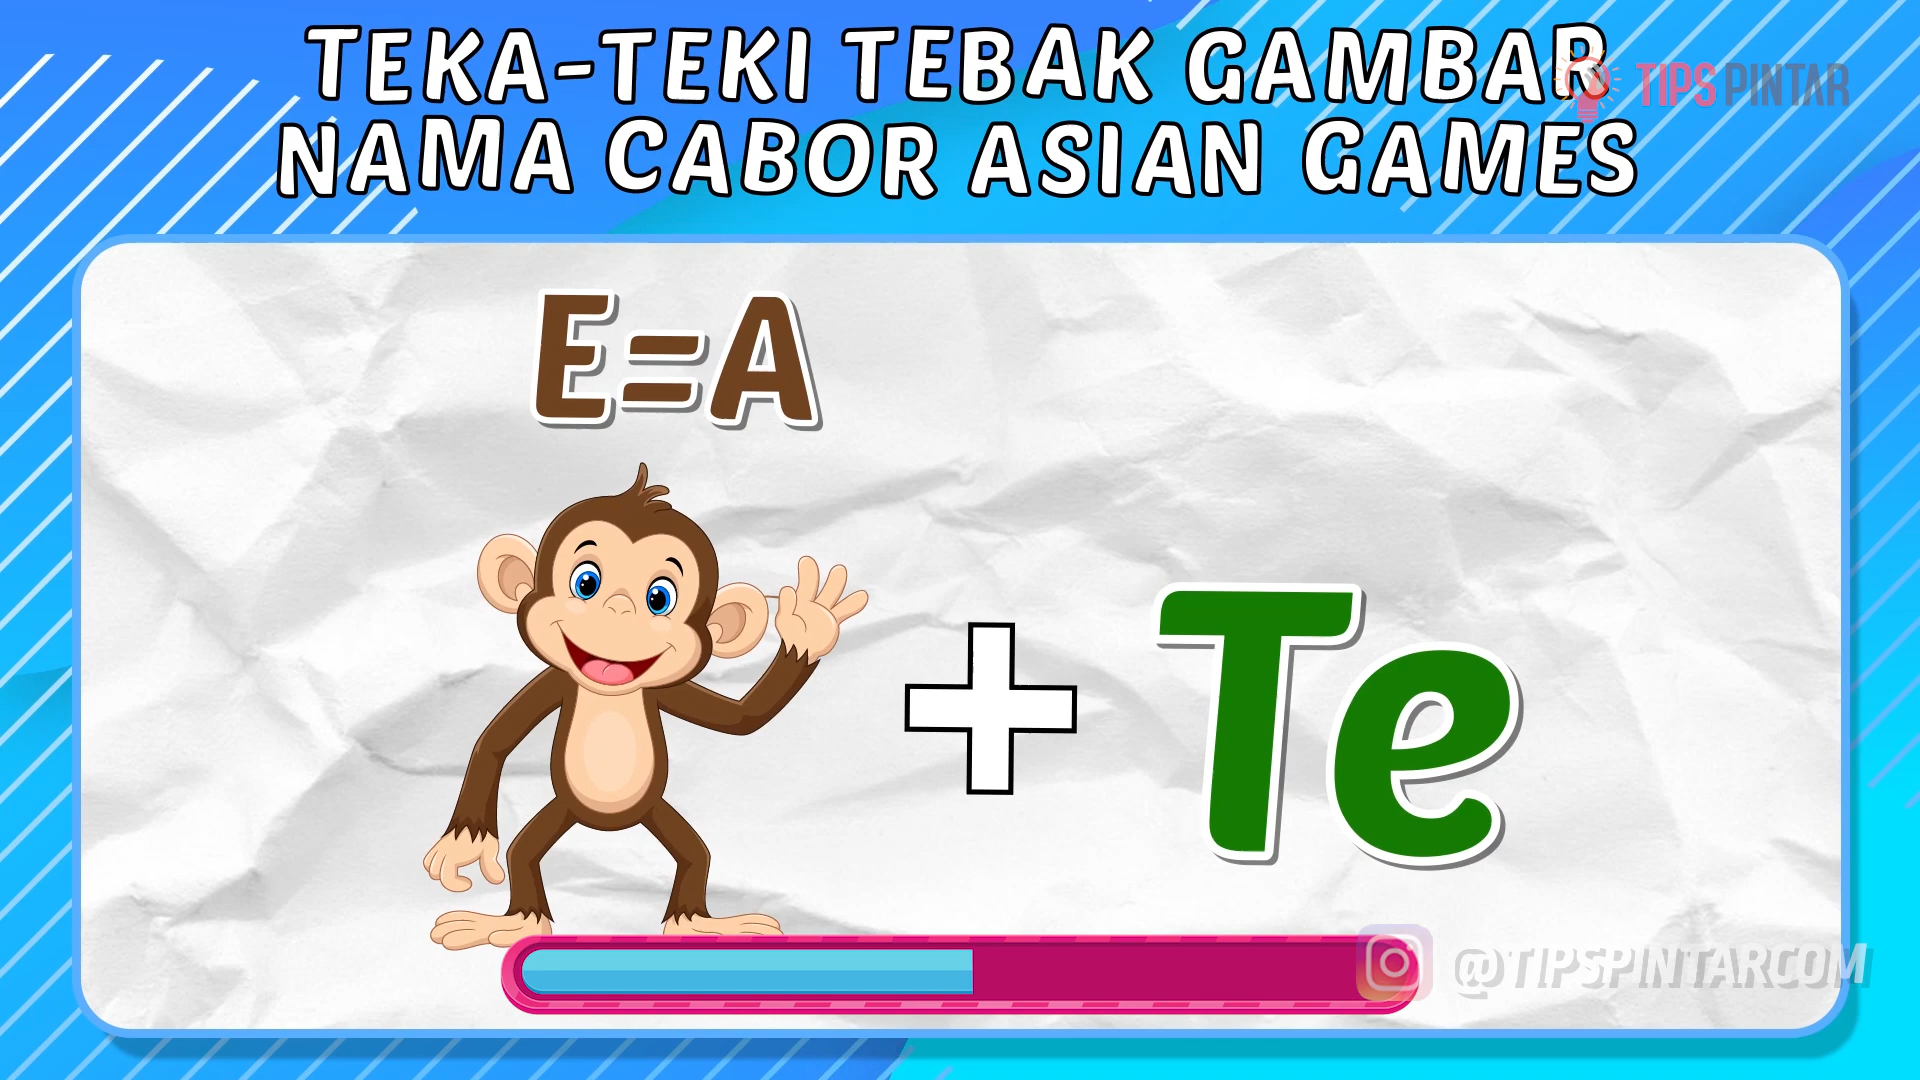 TEKA-TEKI TEBAK GAMBAR
TIPS PINTAR
NAMA CABOR ASIAN GAMES
E=A
Te
@TIPSPINTARCOM